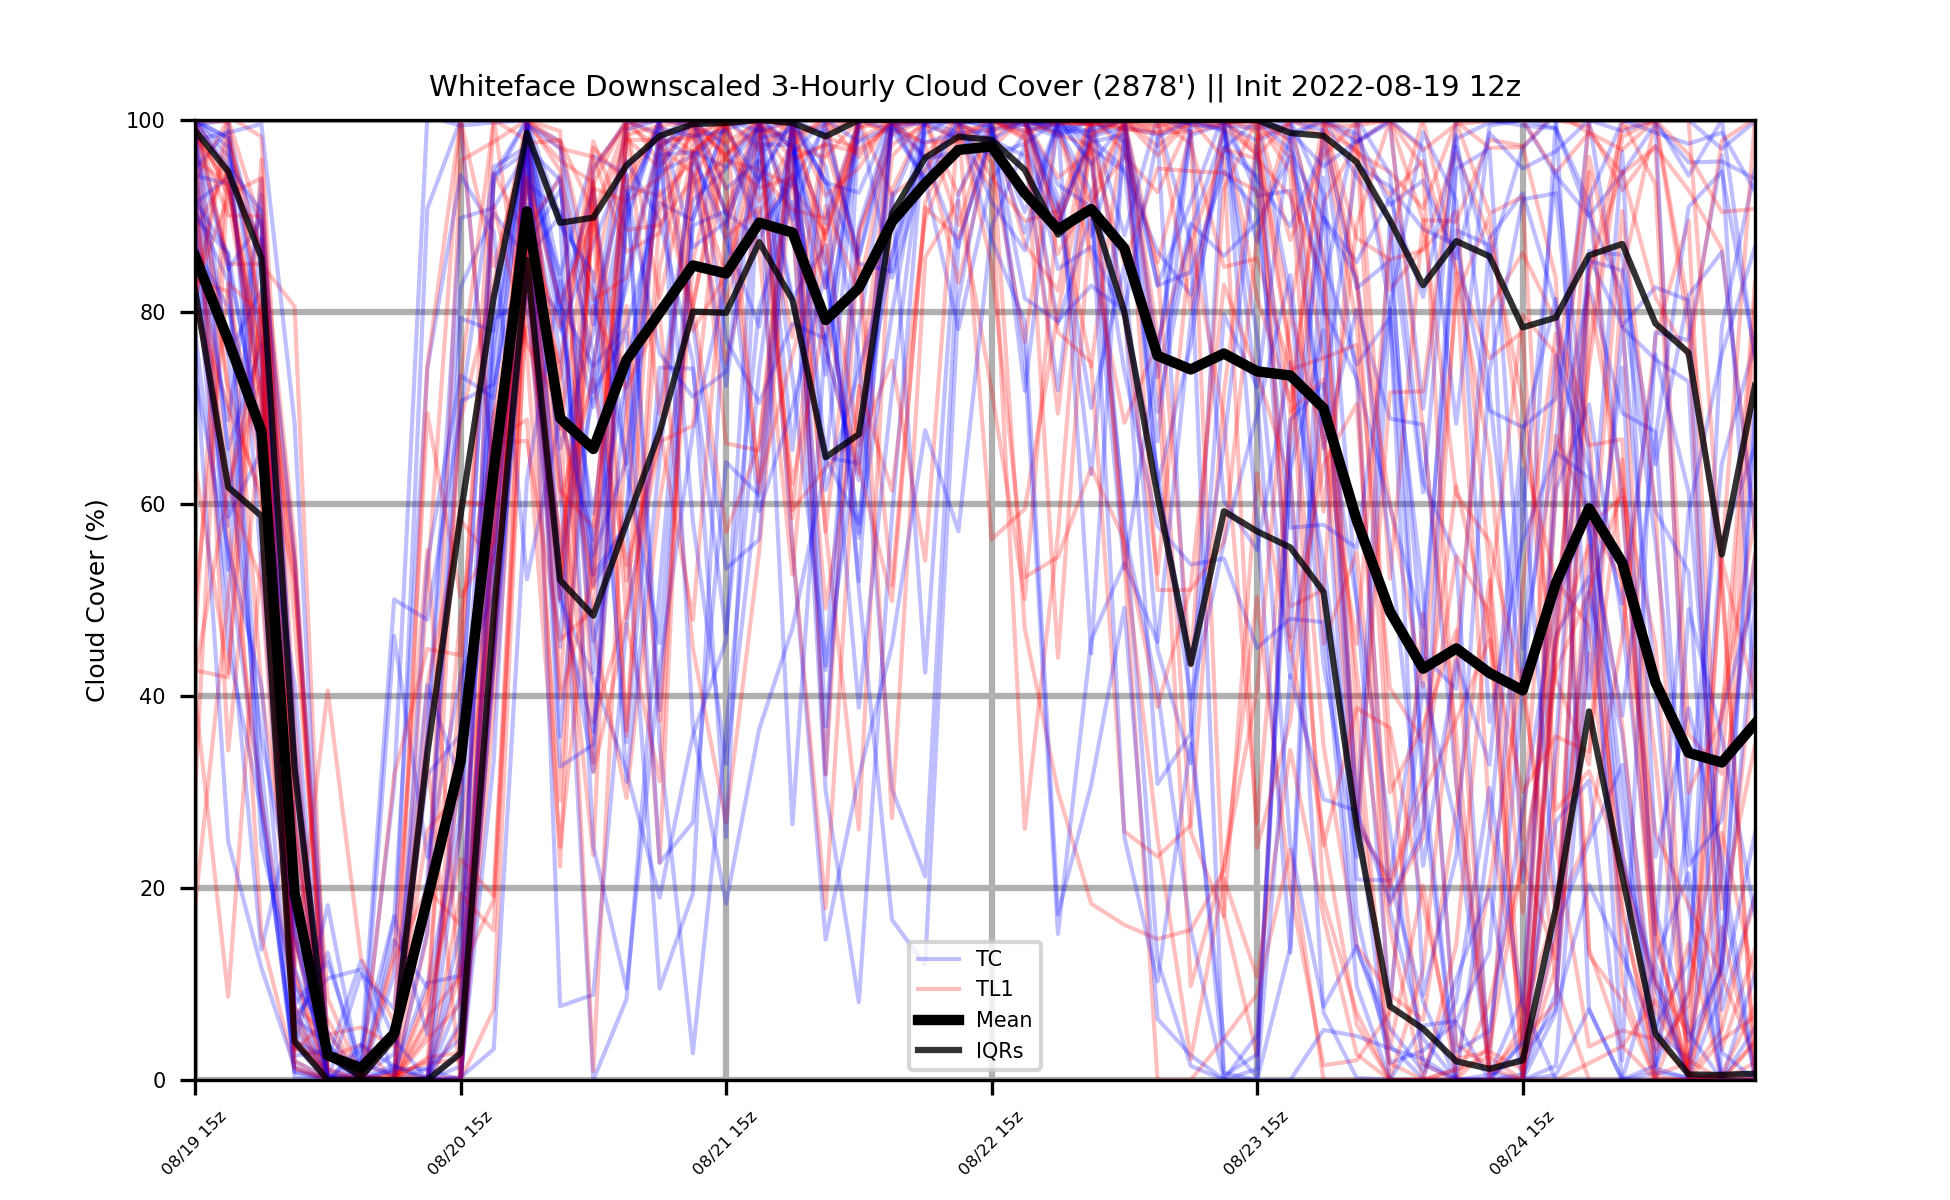 Whiteface Downscaled 3-Hourly Cloud Cover (2878') || Init 2022-08-19 12z
Cloud Cover (%)
100
80
60
40
20
0
08/19 15z
08/20 15z
08/21 15z
08/22 15z
08/23 15z
08/24 15z
TC
TL1
Mean
IQRs